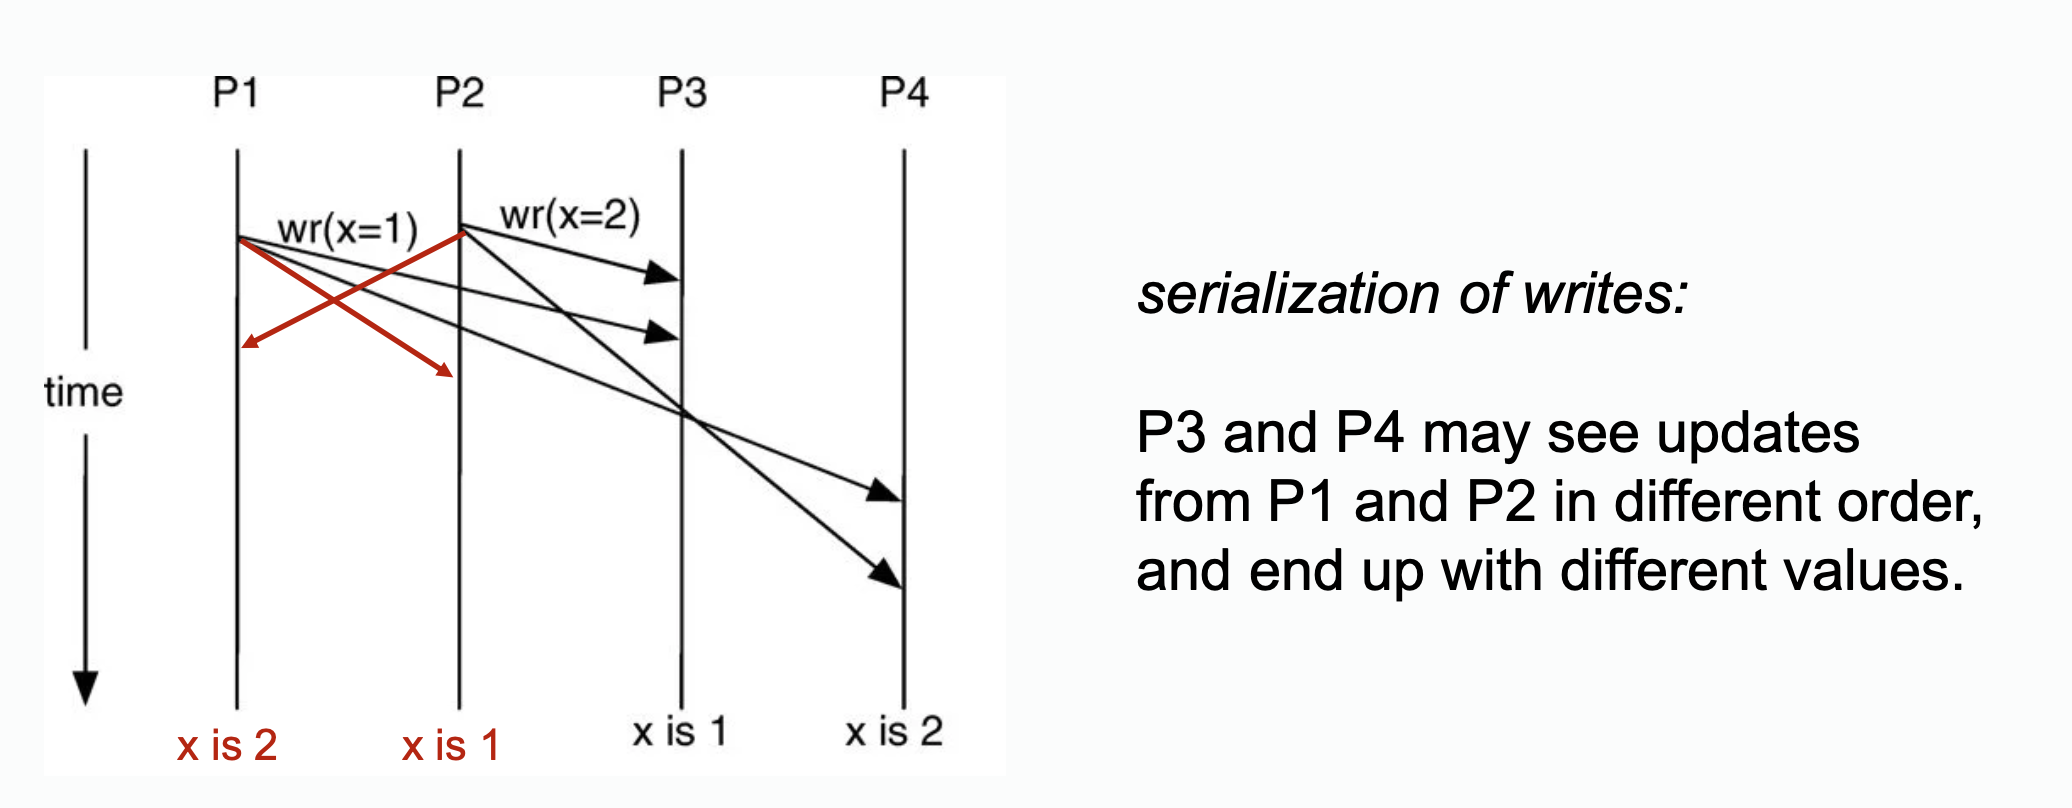 P1 P2 P3 P4
wr(x=1) wr(x=2)
time
x is 2 x is 1 x is 1 x is 2
serialization of writes:
P3 and P4 may see updates
from P1 and P2 in different order,
and end up with different values.